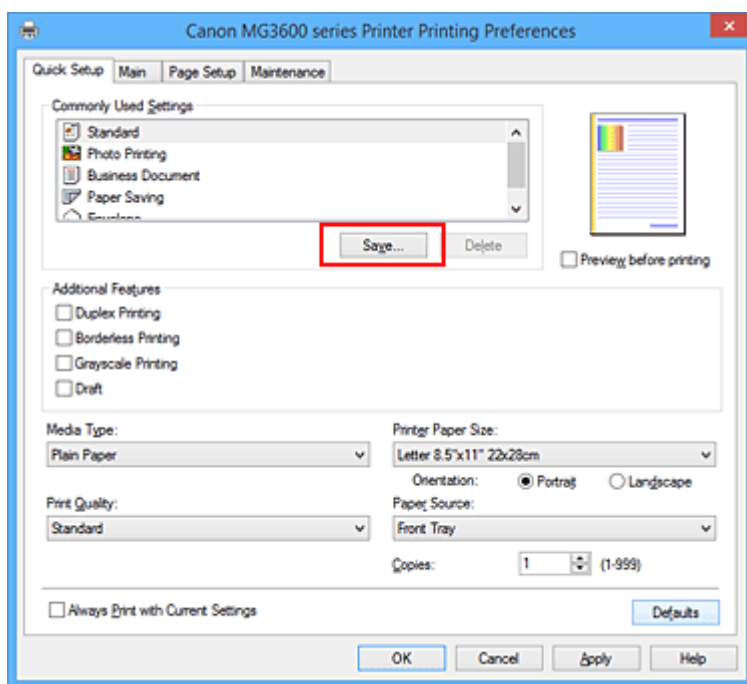 Canon MG3600 series Printer Printing Preferences
Quick Setup Main Page Setup Maintenance
Commonly Used Settings
Standard
Photo Printing
Business Document
Paper Saving
Envelope
Save... Delete
Preview before printing
Additional Features
Duplex Printing
Borderless Printing
Grayscale Printing
Draft
Media Type:
Plain Paper
Printer Paper Size:
Letter 8.5"x11" 22x28cm
Orientation: Portrait Landscape
Print Quality:
Standard
Paper Source:
Front Tray
Copies: 1 (1-999)
Always Print with Current Settings
Defaults
OK Cancel Apply Help